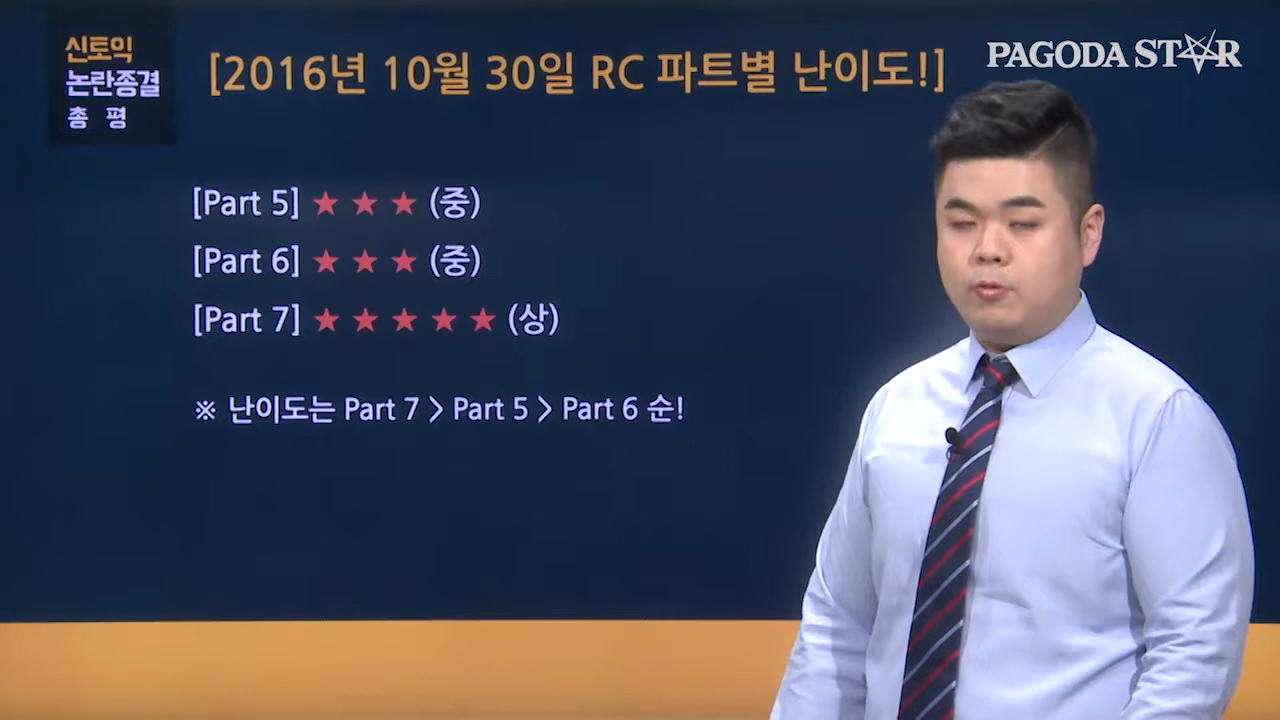 신토익
논란종결
총 평
[2016년 10월 30일 RC 파트별 난이도!]
PAGODA STAR
[Part 5] ★ ★ ★ (중)
[Part 6] ★ ★ ★ (중)
[Part 7] ★ ★ ★ ★ ★ (상)
※ 난이도는 Part 7 > Part 5 > Part 6 순!